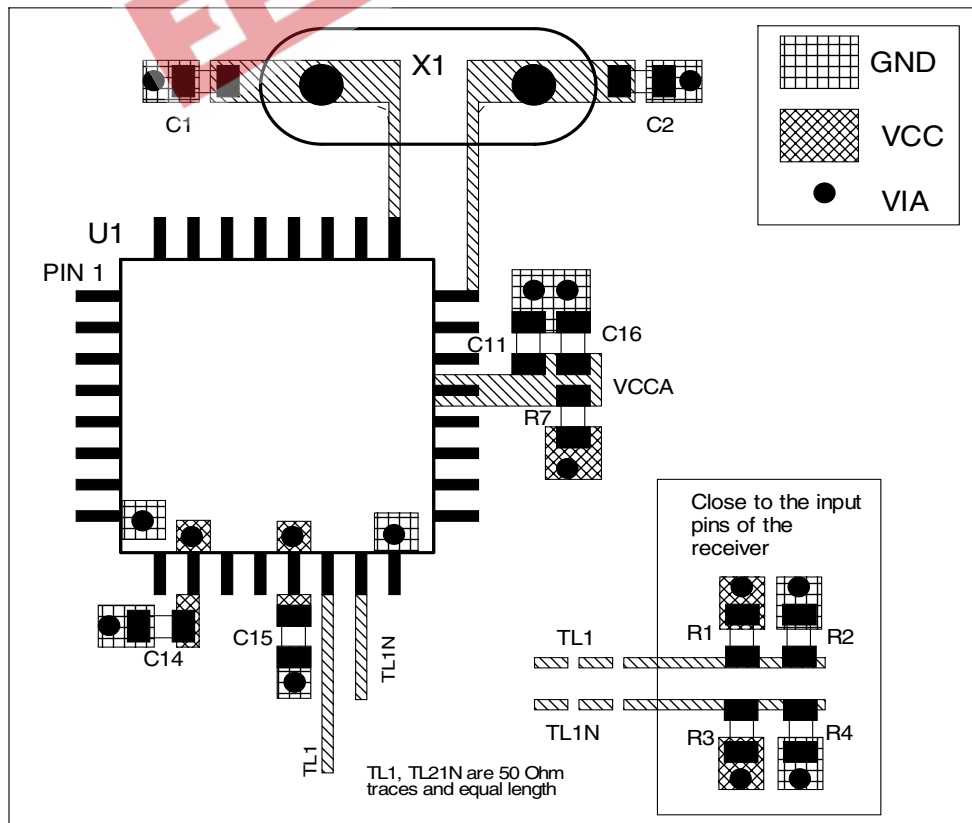 X1
GND
VCC
VIA
C1
C2
U1
PIN 1
C11
C16
VCCA
R7
Close to the input
pins of the
receiver
C14
C15
TL1
TL1N
R1
R2
TL1
TL1N
R3
R4
TL1, TL21N are 50 Ohm
traces and equal length